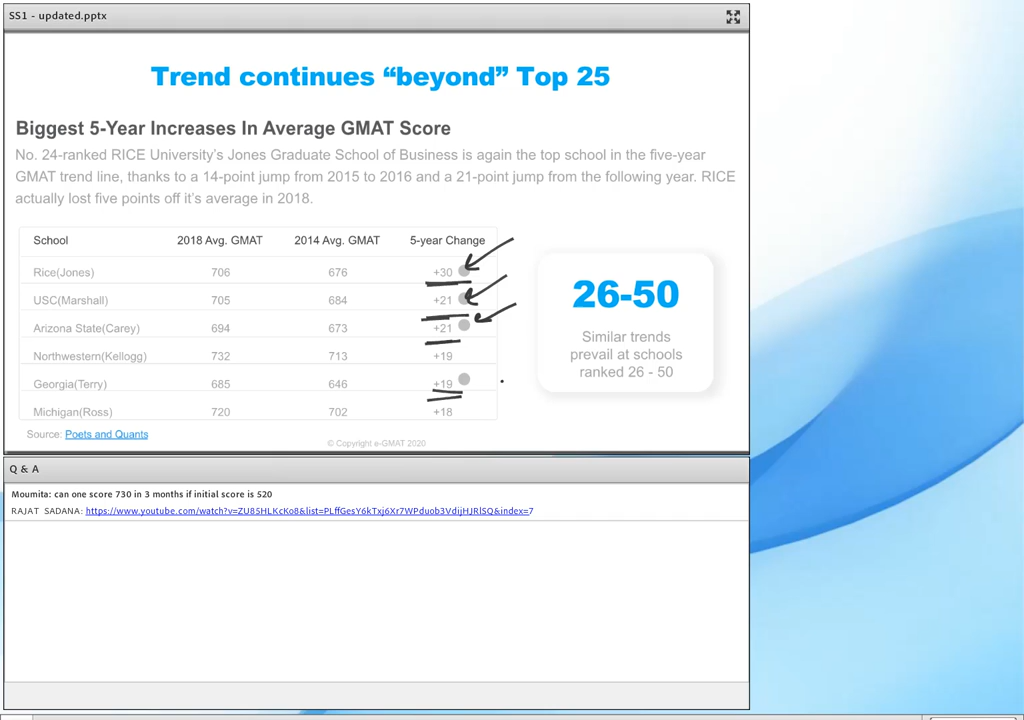 SS1 - updated.pptx
Trend continues “beyond” Top 25
Biggest 5-Year Increases In Average GMAT Score
No. 24-ranked RICE University’s Jones Graduate School of Business is again the top school in the five-year
GMAT trend line, thanks to a 14-point jump from 2015 to 2016 and a 21-point jump from the following year. RICE
actually lost five points off it’s average in 2018.
School 2018 Avg. GMAT 2014 Avg. GMAT 5-year Change
Rice(Jones) 706 676 +30
USC(Marshall) 705 684 +21
Arizona State(Carey) 694 673 +21
Northwestern(Kellogg) 732 713 +19
Georgia(Terry) 685 646 +19
Michigan(Ross) 720 702 +18
26-50
Similar trends
prevail at schools
ranked 26 - 50
Source: Poets and Quants
© Copyright e-GMAT 2020
Q & A
Moumita: can one score 730 in 3 months if initial score is 520
RAJAT SADANA: https://www.youtube.com/watch?v=ZU85HLKcKo8&list=PLffGesY6kTxj6Xr7WPduob3VdijHJRlSQ&index=7